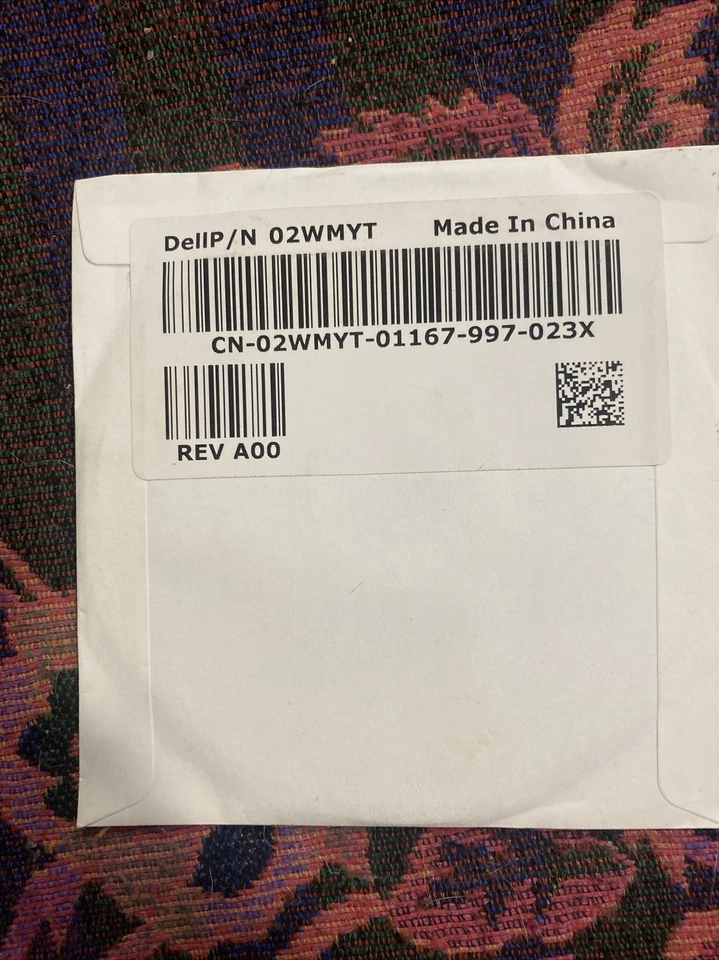 DellP/N 02WMYT Made In China
CN-02WMYT-01167-997-023X
REV A00